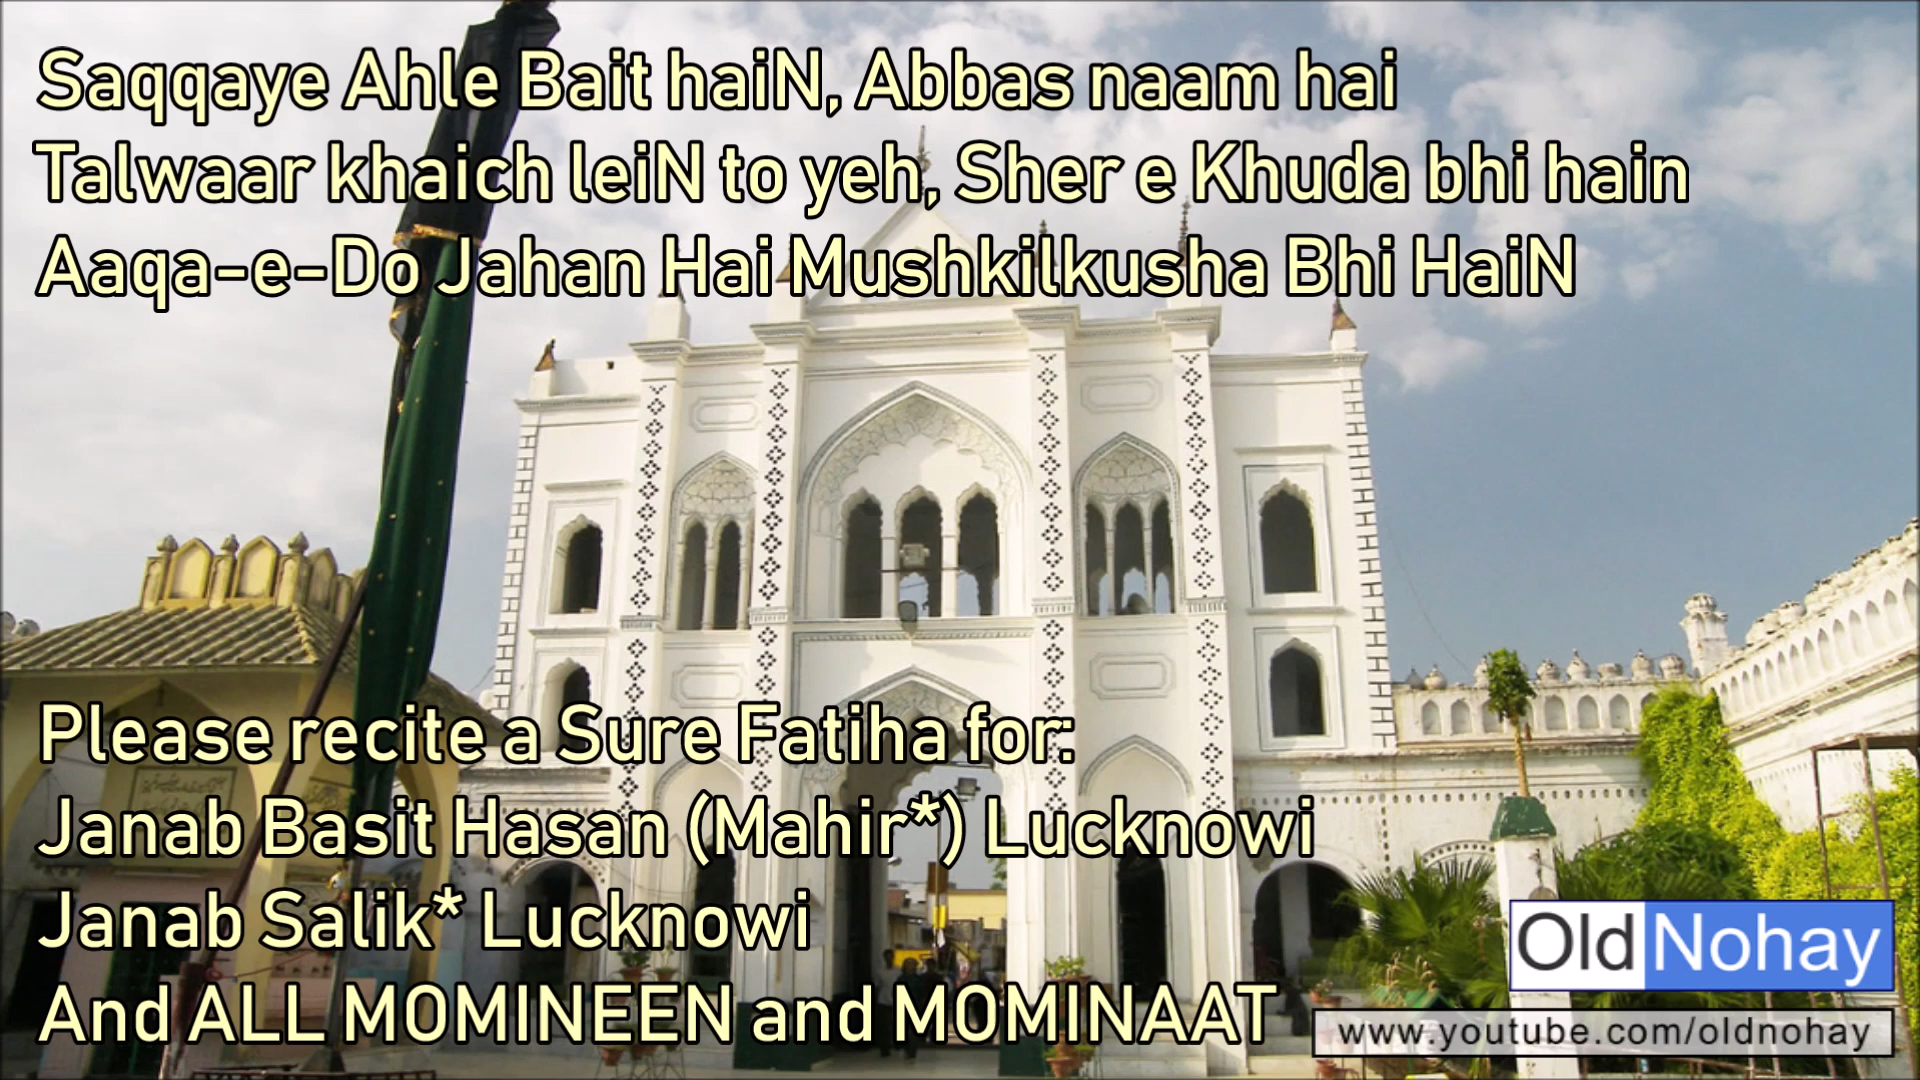 Saqqaye Ahle Bait haiN, Abbas naam hai
Talwaar khaich leiN to yeh, Sher e Khuda bhi hain
Aaqa-e-Do Jahan Hai Mushkilkusha Bhi HaiN
Please recite a Sure Fatiha for:
Janab Basit Hasan (Mahir*) Lucknowi
Janab Salik* Lucknowi
And ALL MOMINEEN and MOMINAAT
Old Nohay
www.youtube.com/oldnohay